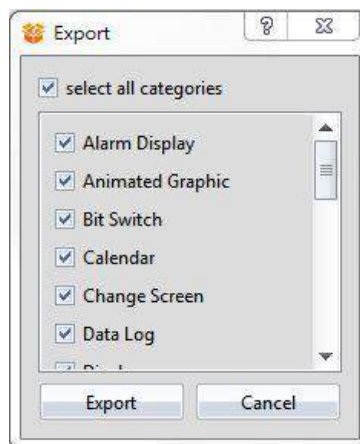 Export
select all categories
Alarm Display
Animated Graphic
Bit Switch
Calendar
Change Screen
Data Log
Export
Cancel